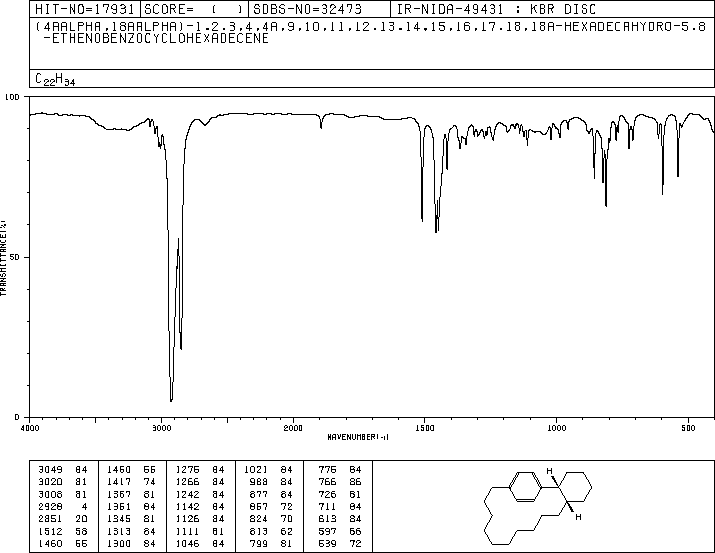 HIT-NO=17931 SCORE= ( ) SDBS-NO=32473 IR-NIDA-49431 : KBR DISC
(4AALPHA,18AALPHA)-1,2,3,4,4A,9,10,11,12,13,14,15,16,17,18,18A-HEXADECAHYDRO-5,8
-ETHENOBENZOCYCLOHEXADECENE
C22H34
100
50
0
TRANSMITTANCE(%)
4000 3000 2000 1500 1000 500
WAVENUMBER(-1)
3049 84 1450 55 1276 84 1021 84 775 84
3020 81 1417 74 1266 84 988 84 766 86
3008 81 1367 81 1242 84 877 84 726 81
2928 4 1361 84 1142 84 857 72 711 84
2851 20 1345 81 1126 84 824 70 613 84
1512 58 1313 84 1111 81 813 62 597 66
1460 55 1300 84 1046 84 799 81 539 72
H
H